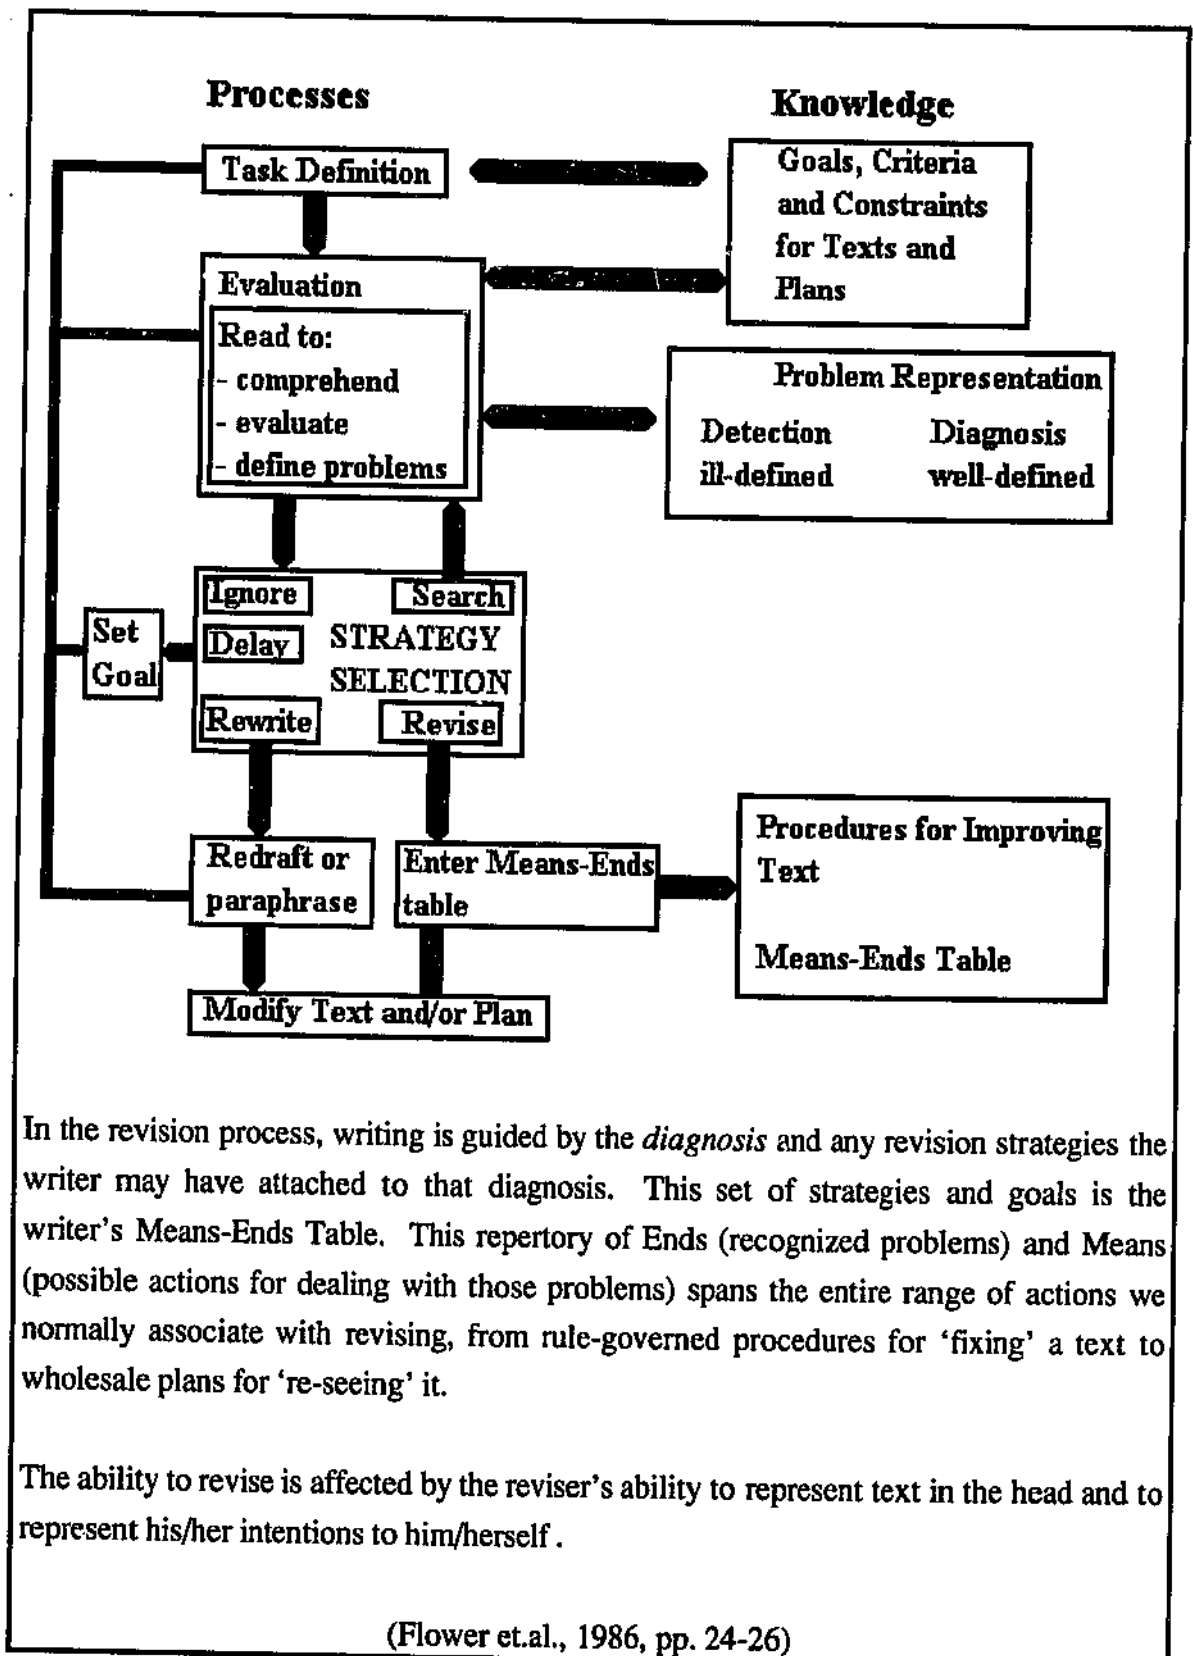 Processes
Knowledge
Task Definition
Goals, Criteria
and Constraints
for Texts and
Plans
Evaluation
Read to:
- comprehend
- evaluate
- define problems
Problem Representation
Detection Diagnosis
ill-defined well-defined
Ignore Search
Set
Goal
Delay STRATEGY
SELECTION
Rewrite Revise
Redraft or
paraphrase
Enter Means-Ends
table
Procedures for Improving
Text
Means-Ends Table
Modify Text and/or Plan
In the revision process, writing is guided by the diagnosis and any revision strategies the
writer may have attached to that diagnosis. This set of strategies and goals is the
writer's Means-Ends Table. This repertory of Ends (recognized problems) and Means
(possible actions for dealing with those problems) spans the entire range of actions we
normally associate with revising, from rule-governed procedures for 'fixing' a text to
wholesale plans for 're-seeing' it.
The ability to revise is affected by the reviser's ability to represent text in the head and to
represent his/her intentions to him/herself .
(Flower et.al., 1986, pp. 24-26)